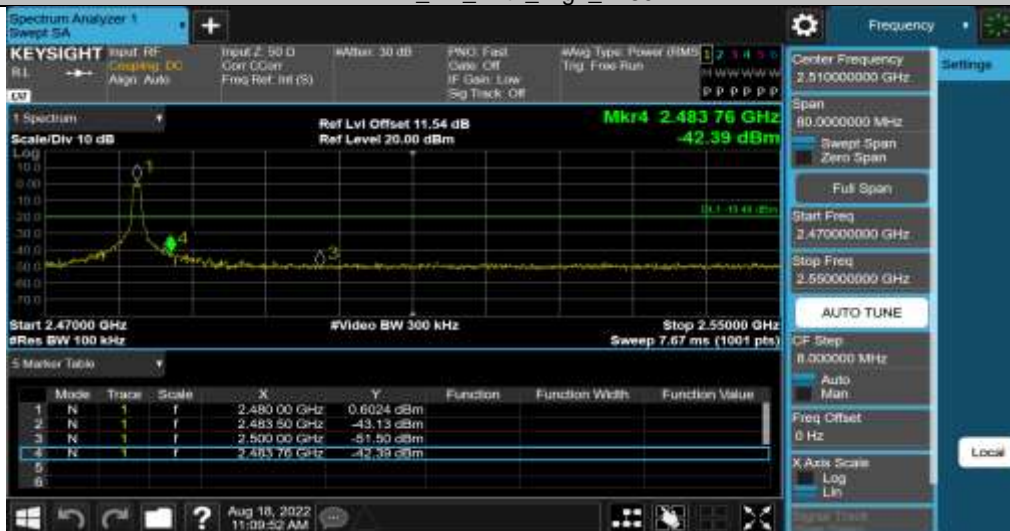 Spectrum Analyzer 1
Swept SA
+
Frequency
KEYSIGHT
RL
Input: RF
Coupling: DC
Align: Auto
Input Z: 50 Ω
Corr CCorr
Freq Ref: Int (S)
#Atten: 30 dB
PNO: Fast
Gate: Off
IF Gain: Low
Sig Track: Off
#Avg Type: Power (RMS
Trig: Free Run
1 2 3 4 5 6
M W W W W W
P P P P P P
LXI
Center Frequency
2.510000000 GHz
Settings
Span
80.0000000 MHz
Swept Span
Zero Span
Full Span
Start Freq
2.470000000 GHz
Stop Freq
2.550000000 GHz
AUTO TUNE
CF Step
8.000000 MHz
Auto
Man
Freq Offset
0 Hz
X Axis Scale
Log
Lin
Signal Track
Local
1 Spectrum
Scale/Div 10 dB
Ref Lvl Offset 11.54 dB
Ref Level 20.00 dBm
Mkr4 2.483 76 GHz
-42.39 dBm
Log
10.0
0.00
-10.0
-20.0
-30.0
-40.0
-50.0
-60.0
-70.0
1
4
3
Start 2.47000 GHz
#Res BW 100 kHz
#Video BW 300 kHz
Stop 2.55000 GHz
Sweep 7.67 ms (1001 pts)
5 Marker Table
Mode Trace Scale X Y Function Function Width Function Value
1 N 1 f 2.480 00 GHz 0.6024 dBm
2 N 1 f 2.483 50 GHz -43.13 dBm
3 N 1 f 2.500 00 GHz -51.50 dBm
4 N 1 f 2.483 76 GHz -42.39 dBm
5
6
?
Aug 18, 2022
11:09:52 AM